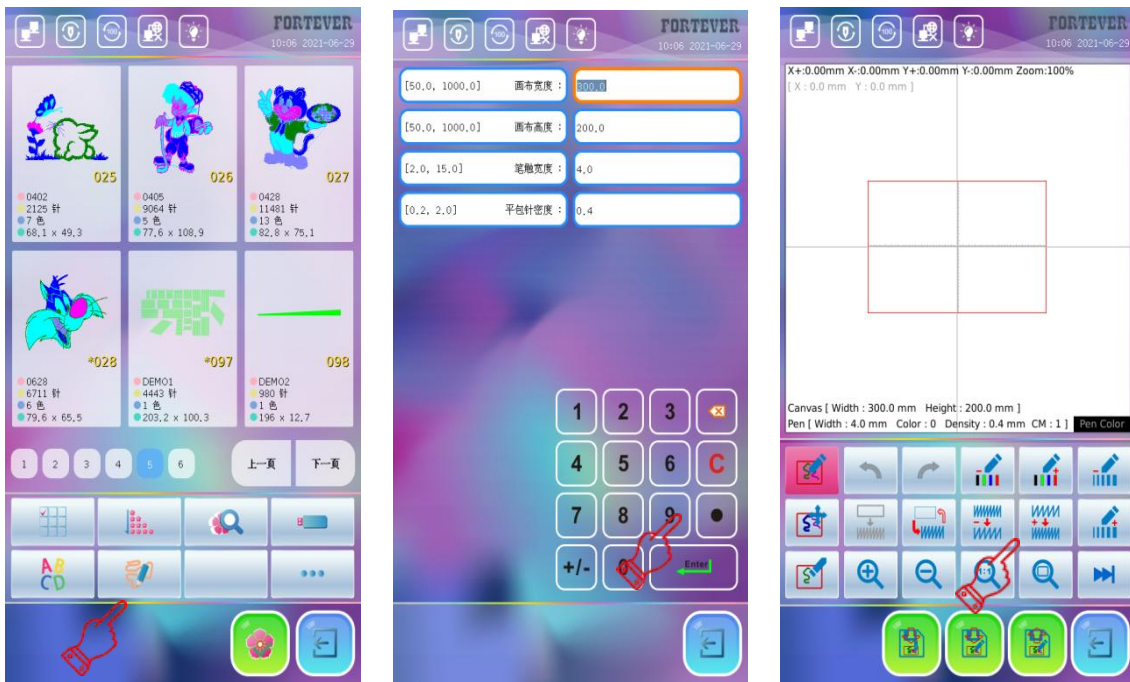 FORTEVER
10:06 2021-06-29
025
0402
2125 针
7 色
68.1 x 49.3
026
0405
9064 针
5 色
77.6 x 108.9
027
0428
11481 针
13 色
82.8 x 75.1
*028
0628
6711 针
6 色
79.6 x 65.5
*097
DEMO1
4443 针
1 色
203.2 x 100.3
098
DEMO2
980 针
1 色
196 x 12.7
1 2 3 4 5 6 上一頁 下一頁
AB
CD
FORTEVER
10:06 2021-06-29
[50.0, 1000.0] 画布宽度 : 300.0
[50.0, 1000.0] 画布高度 : 200.0
[2.0, 15.0] 笔触宽度 : 4.0
[0.2, 2.0] 平包针密度 : 0.4
1 2 3
4 5 6 C
7 8 9
+/- 0 Enter
FORTEVER
10:06 2021-06-29
X+:0.00mm X-:0.00mm Y+:0.00mm Y-:0.00mm Zoom:100%
[ X : 0.0 mm Y : 0.0 mm ]
Canvas [ Width : 300.0 mm Height : 200.0 mm ]
Pen [ Width : 4.0 mm Color : 0 Density : 0.4 mm CM : 1 ] Pen Color
1:1